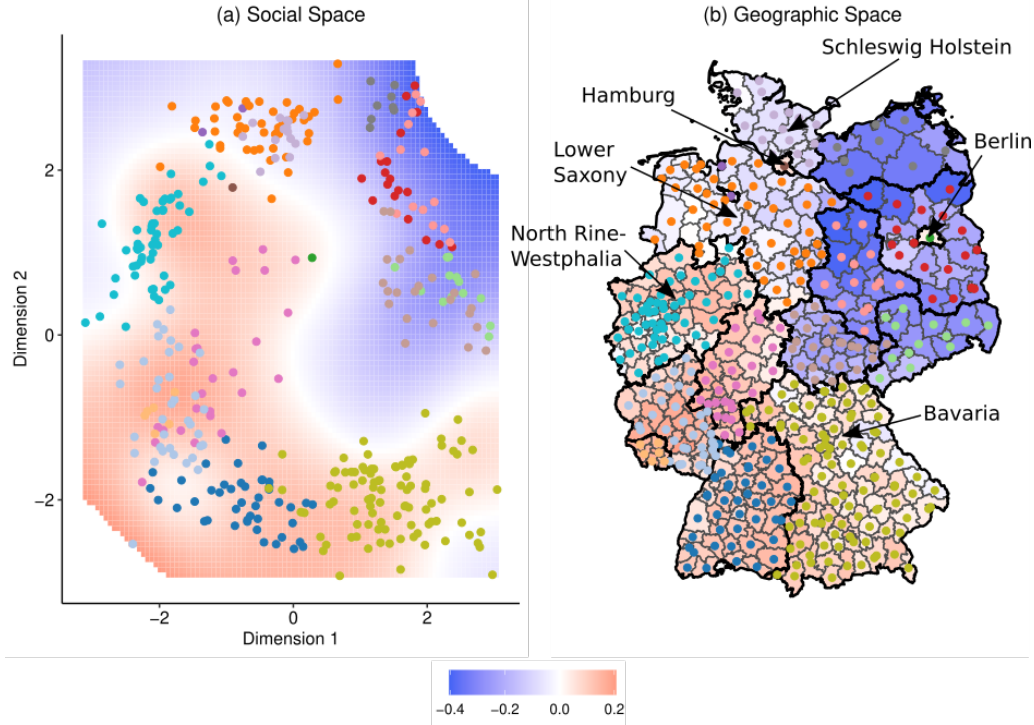 (a) Social Space
(b) Geographic Space
Schleswig Holstein
Hamburg
Berlin
Lower
Saxony
North Rine-
Westphalia
Bavaria
2
0
−2
Dimension 2
−2
0
2
Dimension 1
−0.4
−0.2
0.0
0.2